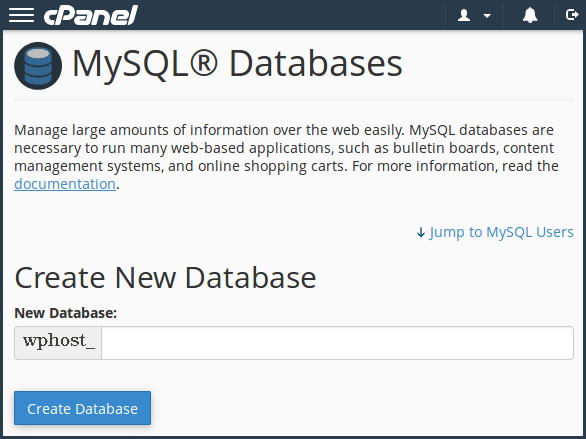 cPanel
MySQL® Databases
Manage large amounts of information over the web easily. MySQL databases are
necessary to run many web-based applications, such as bulletin boards, content
management systems, and online shopping carts. For more information, read the
documentation.
Jump to MySQL Users
Create New Database
New Database:
wphost_
Create Database